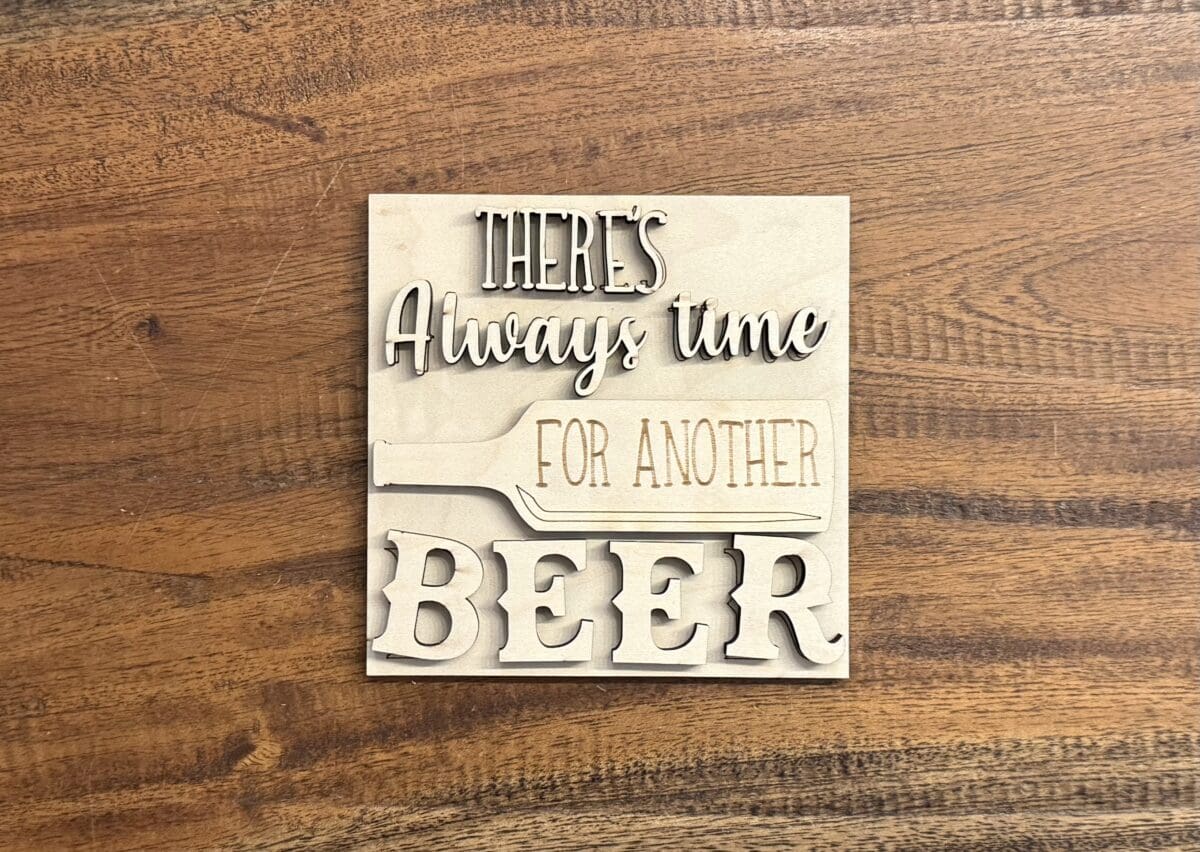 THERE'S
Always time
FOR ANOTHER
BEER